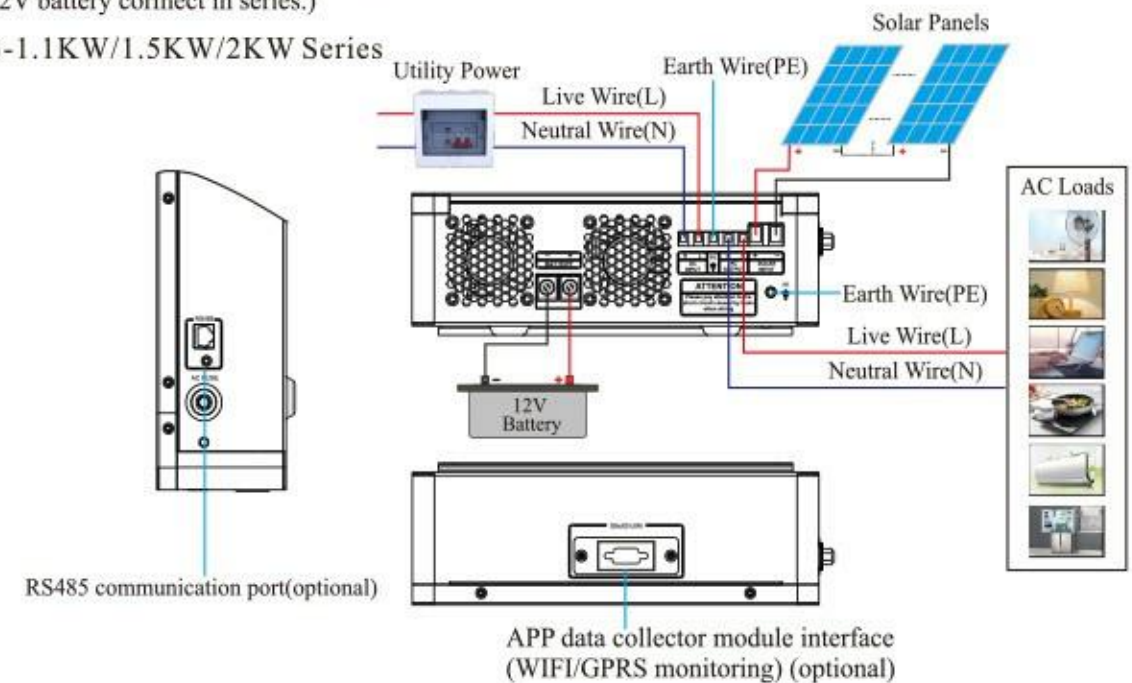 2V battery connect in series.)
-1.1KW/1.5KW/2KW Series
Solar Panels
Utility Power
Earth Wire(PE)
Live Wire(L)
Neutral Wire(N)
+
-
+
-
AC Loads
BATTERY
ATTENTION
Earth Wire(PE)
Live Wire(L)
Neutral Wire(N)
- +
12V
Battery
RS485 communication port(optional)
APP data collector module interface
(WIFI/GPRS monitoring) (optional)